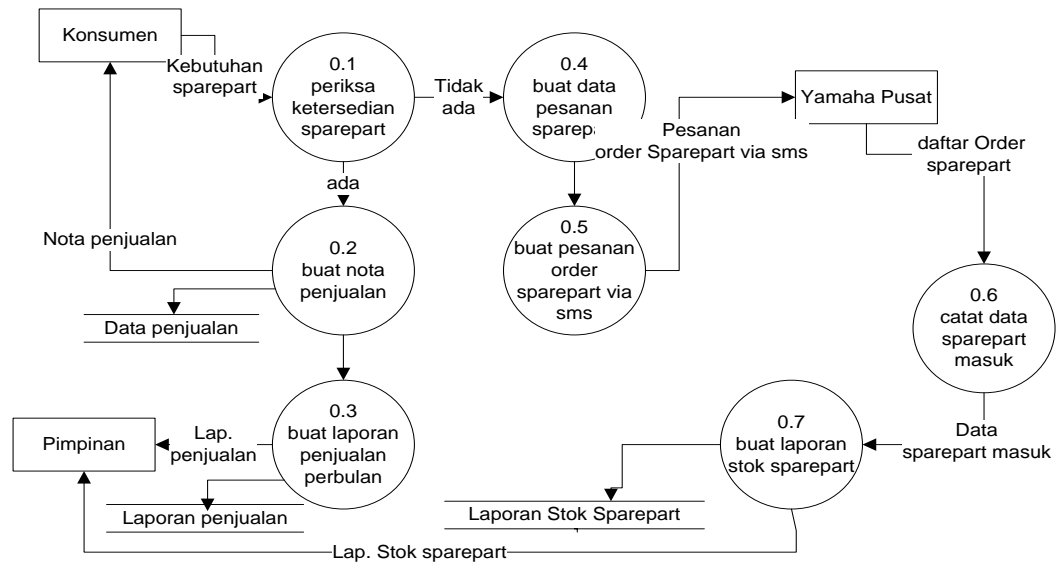 Konsumen
Kebutuhan
sparepart
0.1
periksa
ketersedian
sparepart
Tidak
ada
0.4
buat data
pesanan
sparepa
Yamaha Pusat
Pesanan
order Sparepart via sms
daftar Order
sparepart
ada
Nota penjualan
0.2
buat nota
penjualan
0.5
buat pesanan
order
sparepart via
sms
Data penjualan
0.6
catat data
sparepart
masuk
0.3
buat laporan
penjualan
perbulan
Lap.
penjualan
Pimpinan
0.7
buat laporan
stok sparepart
Data
sparepart masuk
Laporan penjualan
Laporan Stok Sparepart
Lap. Stok sparepart